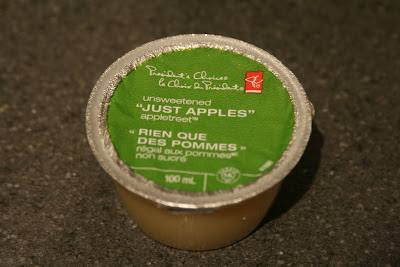 President's Choice
le Choix du Président
PC
unsweetened
"JUST APPLES"
appletreet™
"RIEN QUE
DES POMMES"
régal aux pommes
non sucré
100 mL